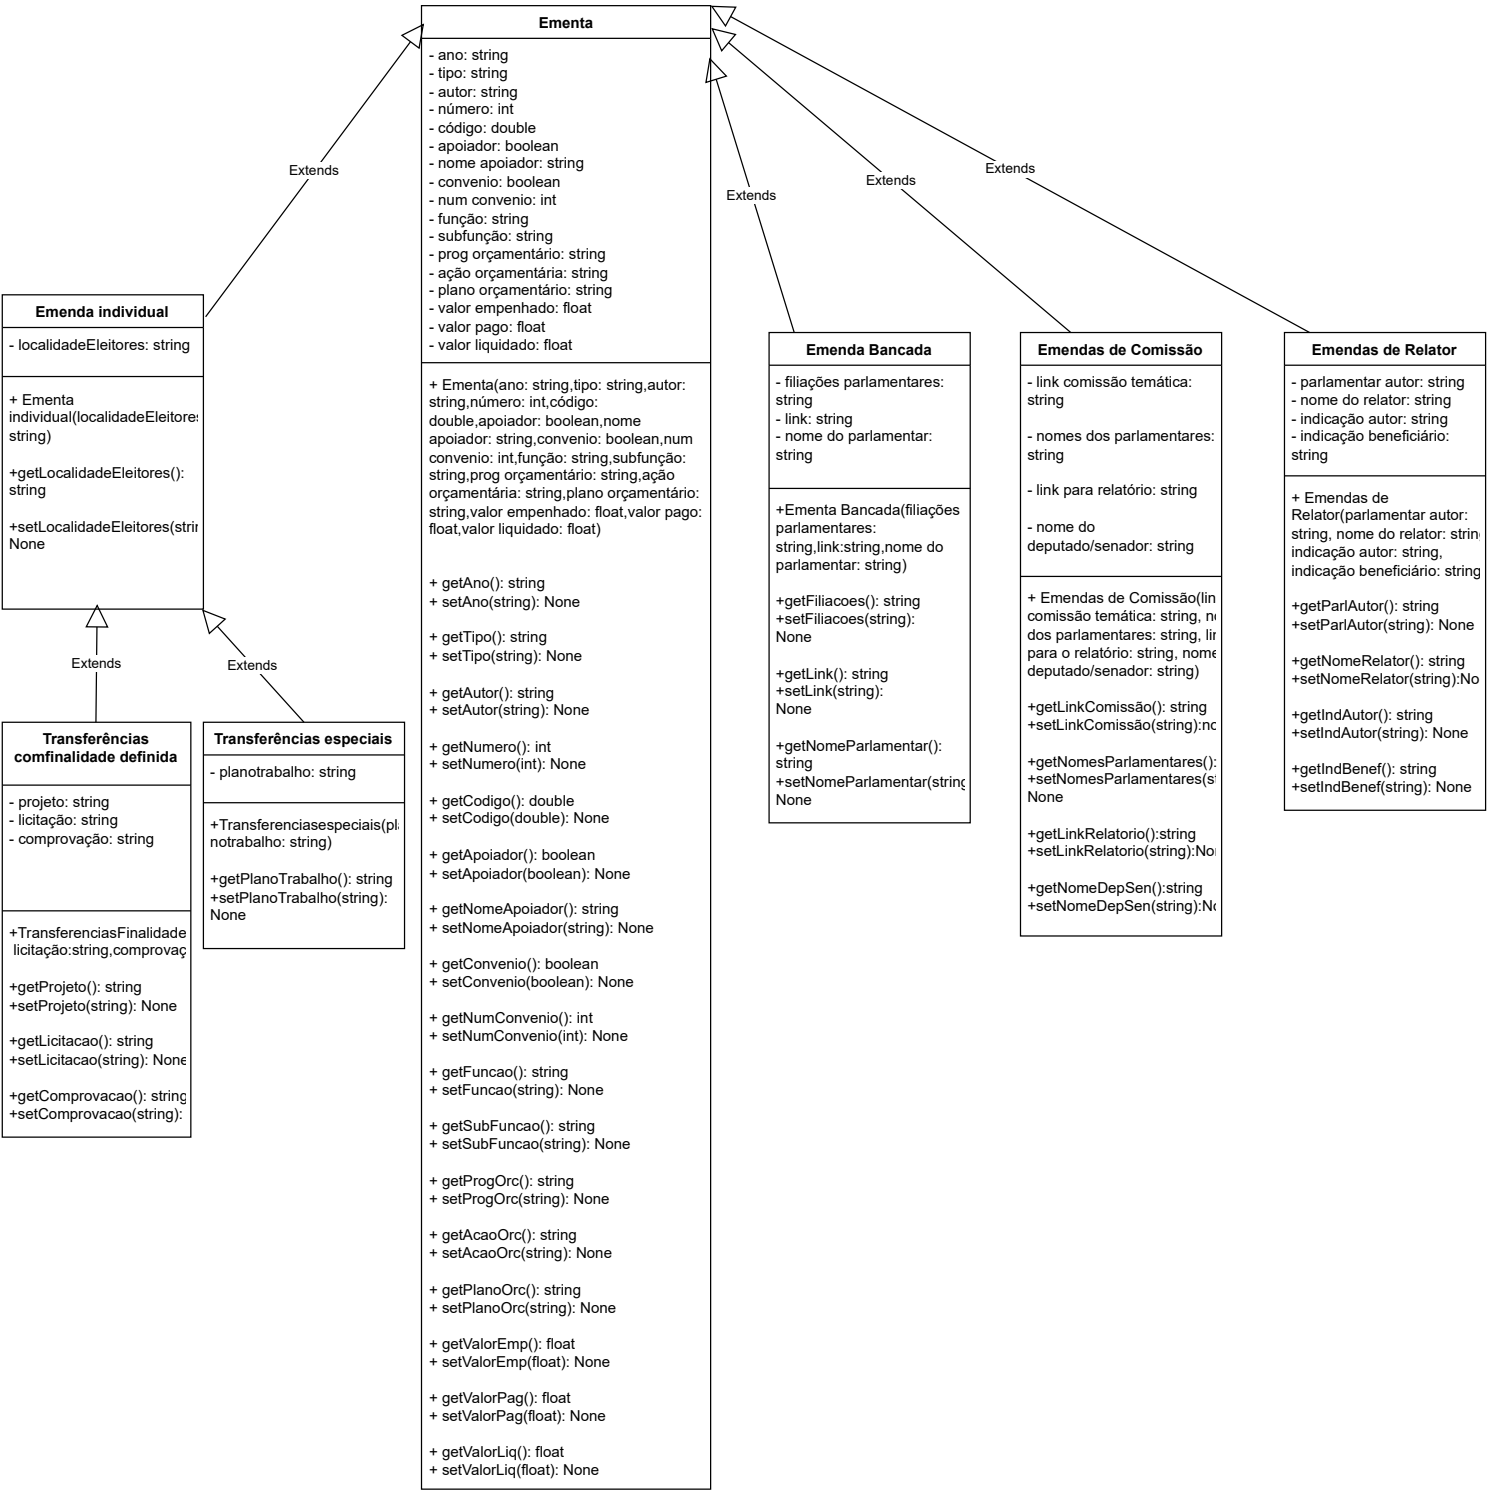 Ementa
- ano: string
- tipo: string
- autor: string
- número: int
- código: double
- apoiador: boolean
- nome apoiador: string
- convenio: boolean
- num convenio: int
- função: string
- subfunção: string
- prog orçamentário: string
- ação orçamentária: string
- plano orçamentário: string
- valor empenhado: float
- valor pago: float
- valor liquidado: float
+ Ementa(ano: string,tipo: string,autor:
string,número: int,código:
double,apoiador: boolean,nome
apoiador: string,convenio: boolean,num
convenio: int,função: string,subfunção:
string,prog orçamentário: string,ação
orçamentária: string,plano orçamentário:
string,valor empenhado: float,valor pago:
float,valor liquidado: float)
+ getAno(): string
+ setAno(string): None
+ getTipo(): string
+ setTipo(string): None
+ getAutor(): string
+ setAutor(string): None
+ getNumero(): int
+ setNumero(int): None
+ getCodigo(): double
+ setCodigo(double): None
+ getApoiador(): boolean
+ setApoiador(boolean): None
+ getNomeApoiador(): string
+ setNomeApoiador(string): None
+ getConvenio(): boolean
+ setConvenio(boolean): None
+ getNumConvenio(): int
+ setNumConvenio(int): None
+ getFuncao(): string
+ setFuncao(string): None
+ getSubFuncao(): string
+ setSubFuncao(string): None
+ getProgOrc(): string
+ setProgOrc(string): None
+ getAcaoOrc(): string
+ setAcaoOrc(string): None
+ getPlanoOrc(): string
+ setPlanoOrc(string): None
+ getValorEmp(): float
+ setValorEmp(float): None
+ getValorPag(): float
+ setValorPag(float): None
+ getValorLiq(): float
+ setValorLiq(float): None
Extends
Extends
Extends
Extends
Emenda individual
- localidadeEleitores: string
+ Ementa
individual(localidadeEleitores
string)
+getLocalidadeEleitores():
string
+setLocalidadeEleitores(strin
None
Extends
Extends
Transferências
comfinalidade definida
- projeto: string
- licitação: string
- comprovação: string
+TransferenciasFinalidade
licitação:string,comprovaç
+getProjeto(): string
+setProjeto(string): None
+getLicitacao(): string
+setLicitacao(string): None
+getComprovacao(): string
+setComprovacao(string):
Transferências especiais
- planotrabalho: string
+Transferenciasespeciais(pla
notrabalho: string)
+getPlanoTrabalho(): string
+setPlanoTrabalho(string):
None
Emenda Bancada
- filiações parlamentares:
string
- link: string
- nome do parlamentar:
string
+Ementa Bancada(filiações
parlamentares:
string,link:string,nome do
parlamentar: string)
+getFiliacoes(): string
+setFiliacoes(string):
None
+getLink(): string
+setLink(string):
None
+getNomeParlamentar():
string
+setNomeParlamentar(string
None
Emendas de Comissão
- link comissão temática:
string
- nomes dos parlamentares:
string
- link para relatório: string
- nome do
deputado/senador: string
+ Emendas de Comissão(lin
comissão temática: string, no
dos parlamentares: string, lin
para o relatório: string, nome
deputado/senador: string)
+getLinkComissão(): string
+setLinkComissão(string):no
+getNomesParlamentares():
+setNomesParlamentares(st
None
+getLinkRelatorio():string
+setLinkRelatorio(string):Non
+getNomeDepSen():string
+setNomeDepSen(string):No
Emendas de Relator
- parlamentar autor: string
- nome do relator: string
- indicação autor: string
- indicação beneficiário:
string
+ Emendas de
Relator(parlamentar autor:
string, nome do relator: string
indicação autor: string,
indicação beneficiário: string
+getParlAutor(): string
+setParlAutor(string): None
+getNomeRelator(): string
+setNomeRelator(string):No
+getIndAutor(): string
+setIndAutor(string): None
+getIndBenef(): string
+setIndBenef(string): None